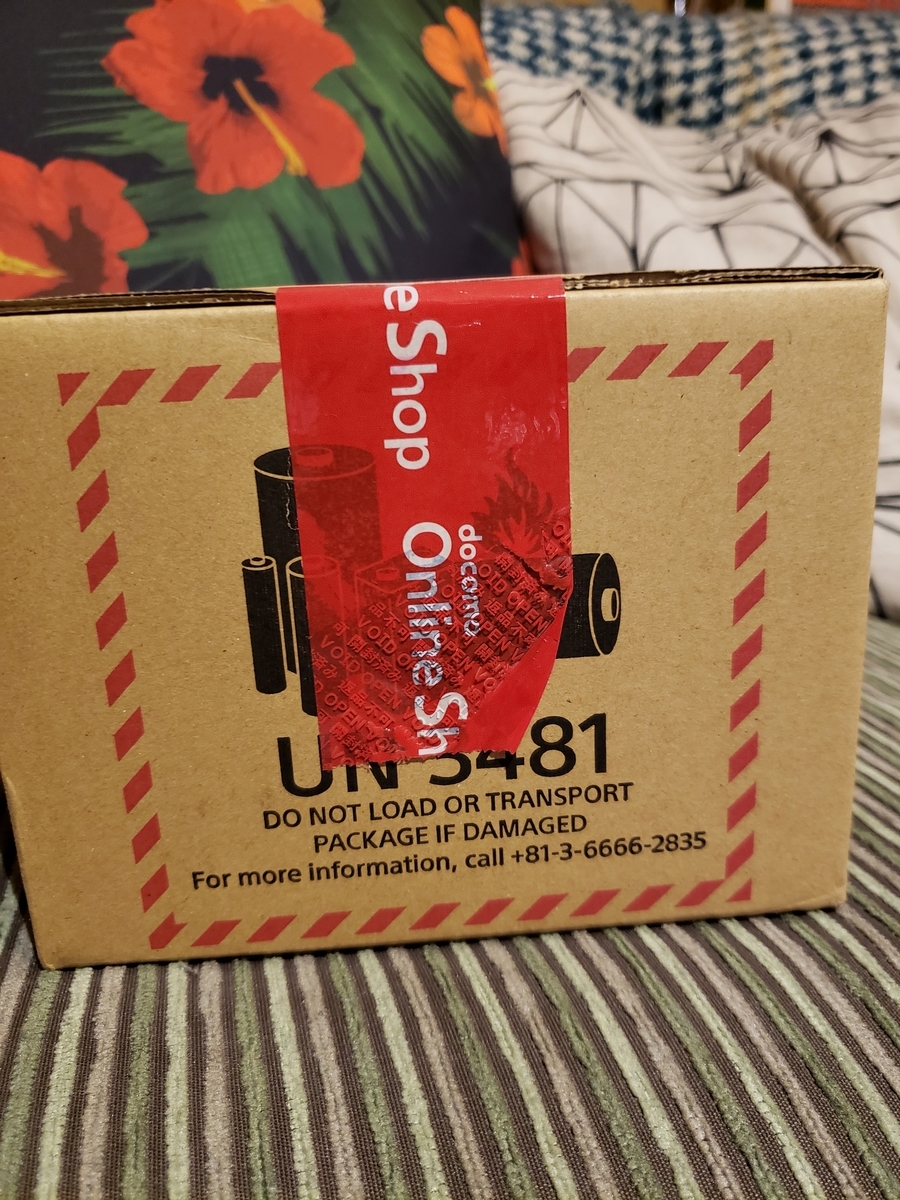 e Shop
docomo
Online Sh
UN 3481
DO NOT LOAD OR TRANSPORT
PACKAGE IF DAMAGED
For more information, call +81-3-6666-2835